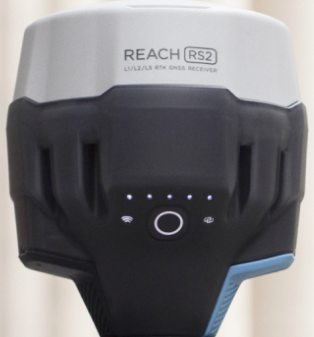 REACH RS2
L1/L2/L5 RTK GNSS RECEIVER